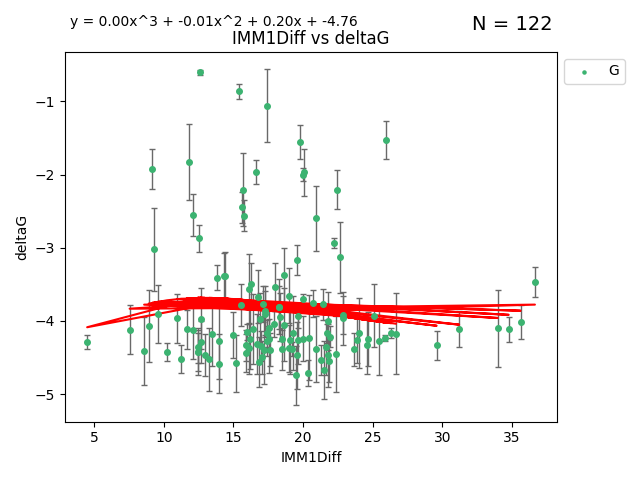 y = 0.00x^3 + -0.01x^2 + 0.20x + -4.76
N = 122
IMM1Diff vs deltaG
G
deltaG
−1
−2
−3
−4
−5
5 10 15 20 25 30 35
IMM1Diff